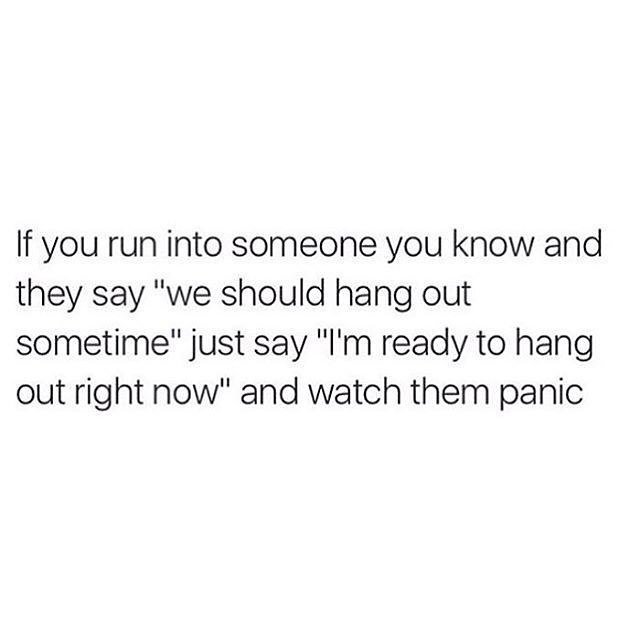 If you run into someone you know and
they say "we should hang out
sometime" just say "I'm ready to hang
out right now" and watch them panic